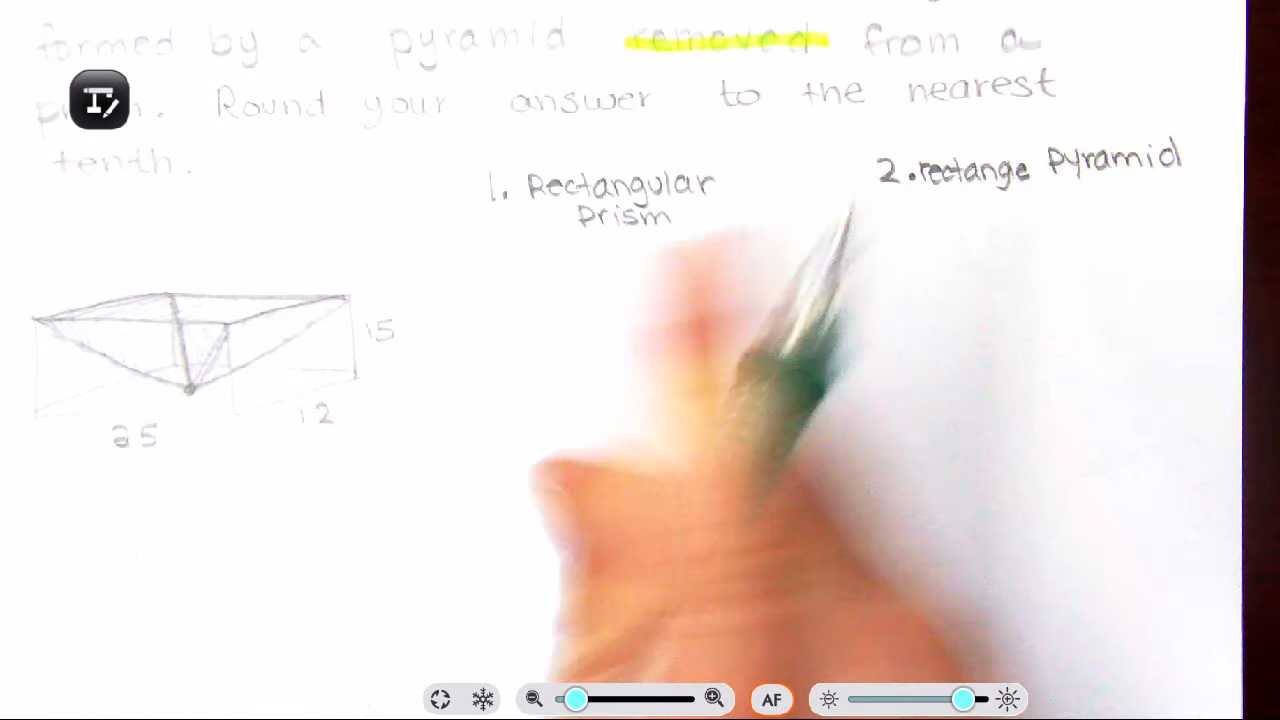 formed by a pyramid removed from a
Round your answer to the nearest
tenth.
1. Rectangular
Prism
2. rectange Pyramid
15
12
25
AF